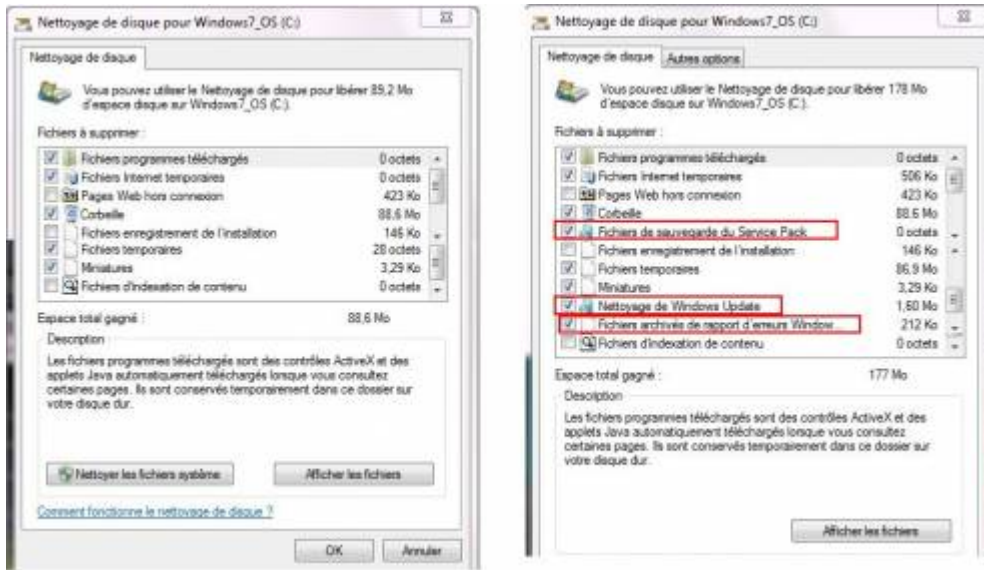 Nettoyage de disque pour Windows7_OS (C:)
Nettoyage de disque
Vous pouvez utiliser le Nettoyage de disque pour libérer 89,2 Mo
d'espace disque sur Windows7_OS (C:).
Fichiers à supprimer :
Fichiers programmes téléchargés 0 octets
Fichiers Internet temporaires 0 octets
Pages Web hors connexion 423 Ko
Corbeille 88,6 Mo
Fichiers enregistrement de l'installation 146 Ko
Fichiers temporaires 28 octets
Miniatures 3,29 Ko
Fichiers d'indexation de contenu 0 octets
Espace total gagné : 88,6 Mo
Description
Les fichiers programmes téléchargés sont des contrôles ActiveX et des
applets Java automatiquement téléchargés lorsque vous consultez
certaines pages. Ils sont conservés temporairement dans ce dossier sur
votre disque dur.
Nettoyer les fichiers système
Afficher les fichiers
Comment fonctionne le nettoyage de disque ?
OK
Annuler
Nettoyage de disque pour Windows7_OS (C:)
Nettoyage de disque
Autres options
Vous pouvez utiliser le Nettoyage de disque pour libérer 178 Mo
d'espace disque sur Windows7_OS (C:).
Fichiers à supprimer :
Fichiers programmes téléchargés 0 octets
Fichiers Internet temporaires 506 Ko
Pages Web hors connexion 423 Ko
Corbeille 88,6 Mo
Fichiers de sauvegarde du Service Pack 0 octets
Fichiers enregistrement de l'installation 146 Ko
Fichiers temporaires 86,9 Mo
Miniatures 3,29 Ko
Nettoyage de Windows Update 1,60 Mo
Fichiers archivés de rapport d'erreurs Window... 212 Ko
Fichiers d'indexation de contenu 0 octets
Espace total gagné : 177 Mo
Description
Les fichiers programmes téléchargés sont des contrôles ActiveX et des
applets Java automatiquement téléchargés lorsque vous consultez
certaines pages. Ils sont conservés temporairement dans ce dossier sur
votre disque dur.
Afficher les fichiers